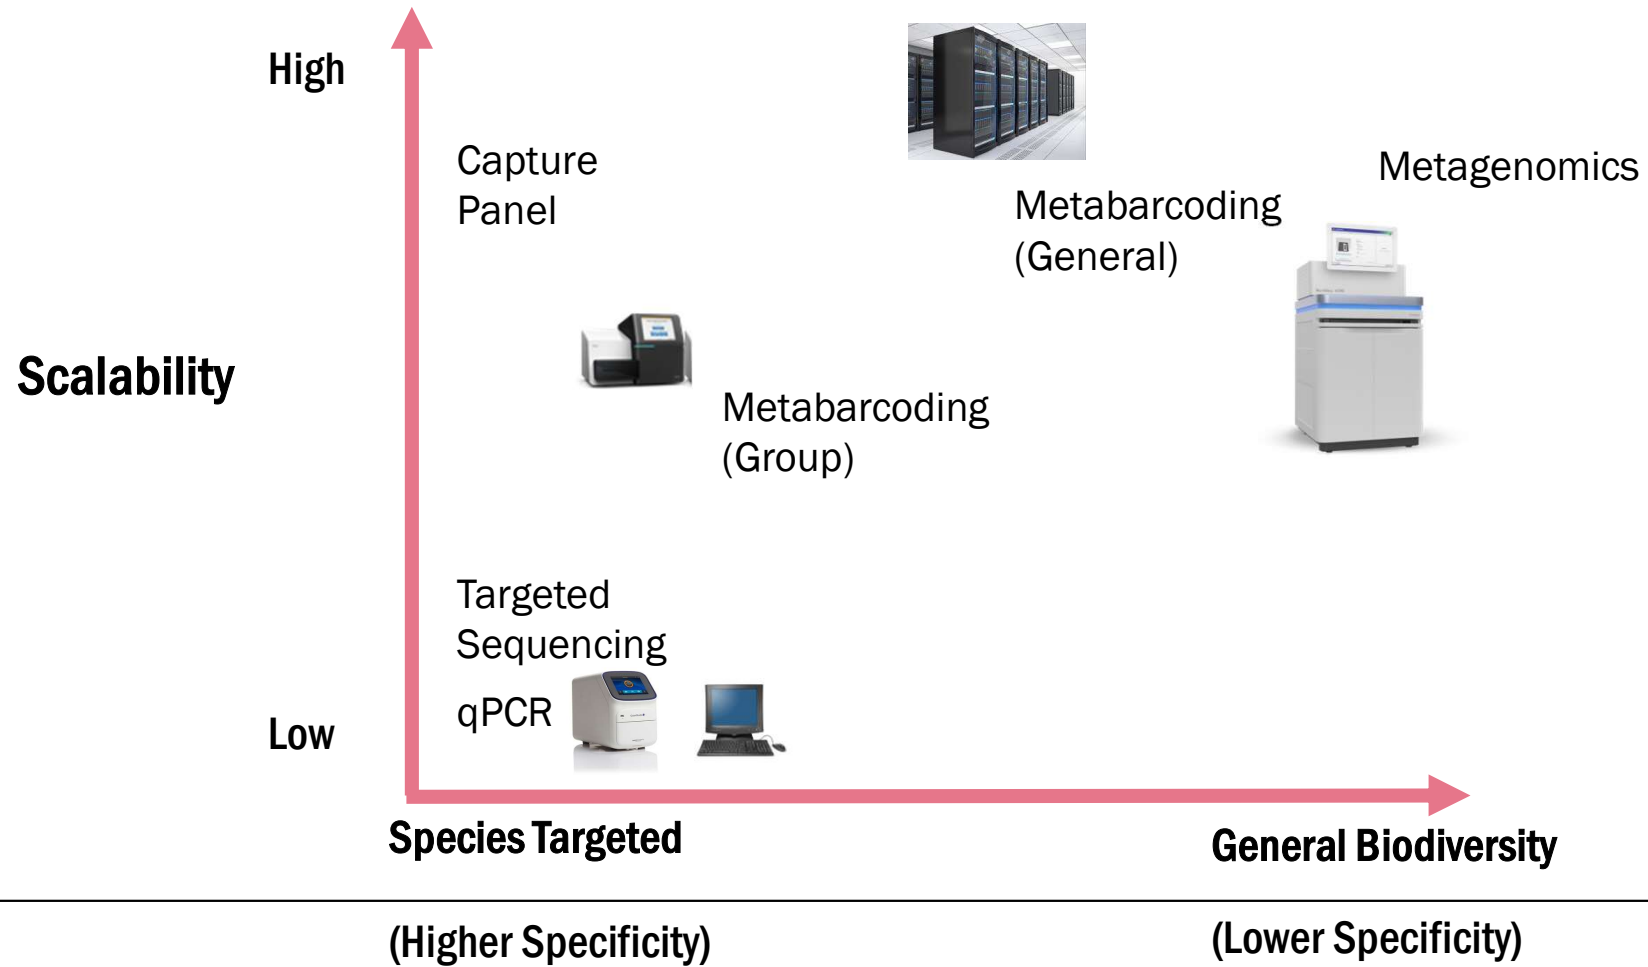 High
Capture
Panel
Metagenomics
Metabarcoding
(General)
Scalability
Metabarcoding
(Group)
Targeted
Sequencing
qPCR
Low
Species Targeted
General Biodiversity
(Higher Specificity)
(Lower Specificity)